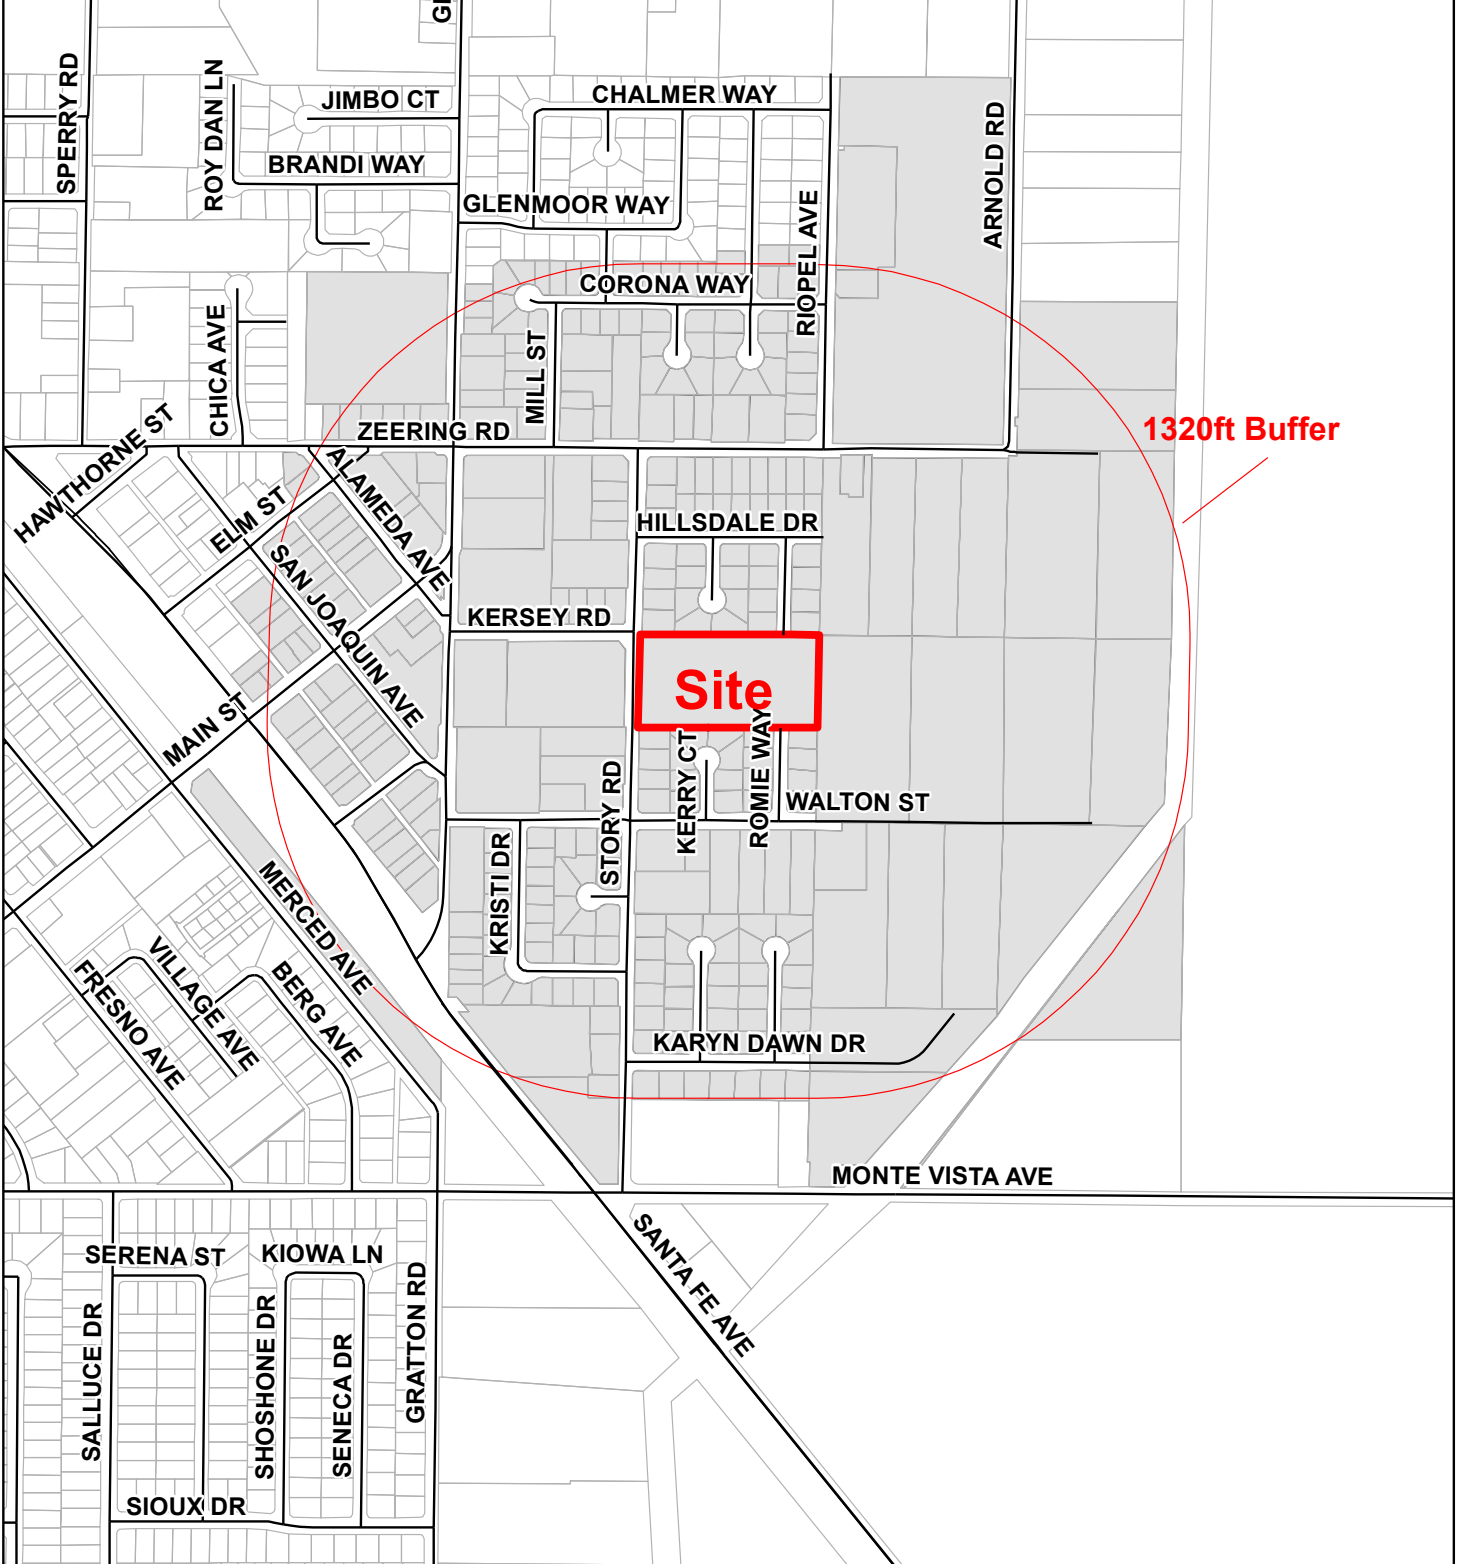 SPERRY RD
ROY DAN LN
JIMBO CT
BRANDI WAY
CHALMER WAY
GLENMOOR WAY
ARNOLD RD
RIOPEL AVE
CORONA WAY
CHICA AVE
MILL ST
ZEERING RD
HAWTHORNE ST
1320ft Buffer
ALAMEDA AVE
ELM ST
HILLSDALE DR
SAN JOAQUIN AVE
KERSEY RD
Site
MAIN ST
KERRY CT
ROMIE WAY
STORY RD
WALTON ST
KRISTI DR
MERCED AVE
VILLAGE AVE
BERG AVE
FRESNO AVE
KARYN DAWN DR
MONTE VISTA AVE
SANTA FE AVE
SERENA ST
KIOWA LN
SALLUCE DR
SHOSHONE DR
SENECA DR
GRATTON RD
SIOUX DR